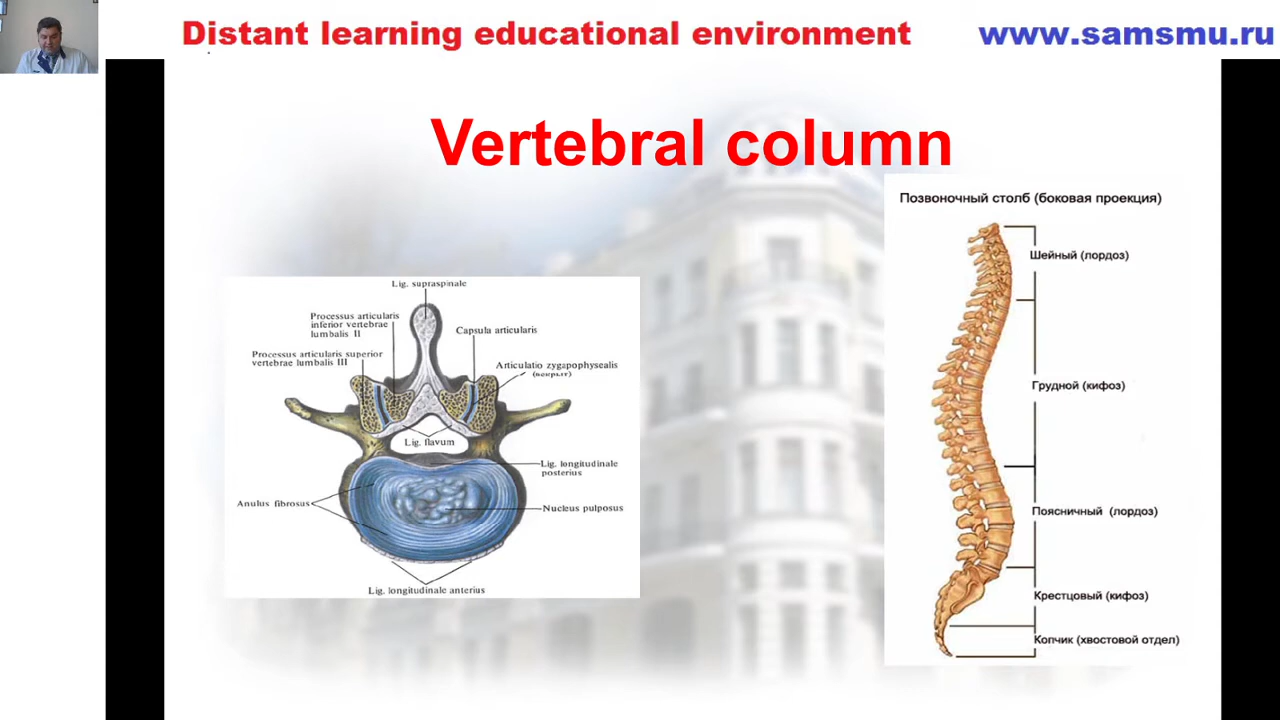 Distant learning educational environment
www.samsmu.ru
Vertebral column
Lig. supraspinale
Processus articularis
inferior vertebrae
lumbalis II
Capsula articularis
Processus articularis superior
vertebrae lumbalis III
Articulatio zygapophysealis
Lig. flavum
Lig. longitudinale
posterius
Anulus fibrosus
Nucleus pulposus
Lig. longitudinale anterius
Позвоночный столб (боковая проекция)
Шейный (лордоз)
Грудной (кифоз)
Поясничный (лордоз)
Крестцовый (кифоз)
Копчик (хвостовой отдел)